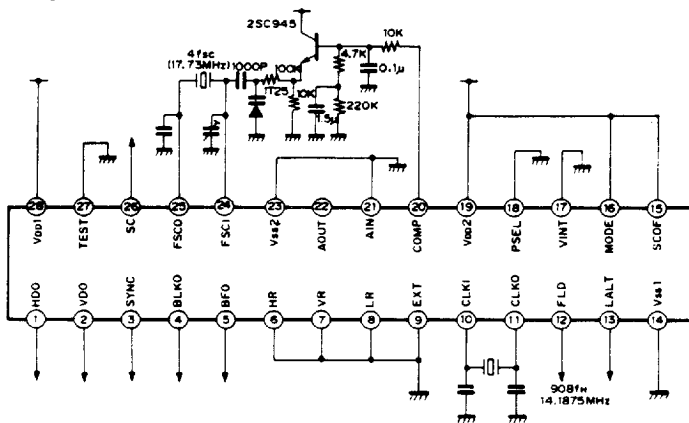 2SC945
10K
4fsc
(17.73MHz)
1000P
100K
4.7K
0.1μ
1T25
10K
1.5μ
220K
28 27 26 25 24 23 22 21 20 19 18 17 16 15
VDD1 TEST SC FSCO FSCI VSS2 AOUT AIN COMP VDD2 PSEL VINT MODE SCOF
HDO VDO SYNC BLKO BFO HR VR LR EXT CLKI CLKO FLD LALT VSS1
1 2 3 4 5 6 7 8 9 10 11 12 13 14
908fH
14.1875MHz